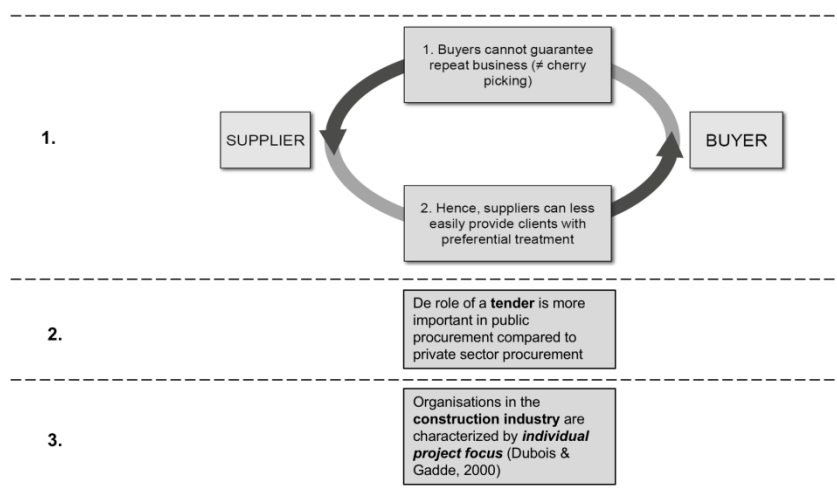 1.
1. Buyers cannot guarantee
repeat business (≠ cherry
picking)
SUPPLIER
BUYER
2. Hence, suppliers can less
easily provide clients with
preferential treatment
2.
De role of a tender is more
important in public
procurement compared to
private sector procurement
3.
Organisations in the
construction industry are
characterized by individual
project focus (Dubois &
Gadde, 2000)